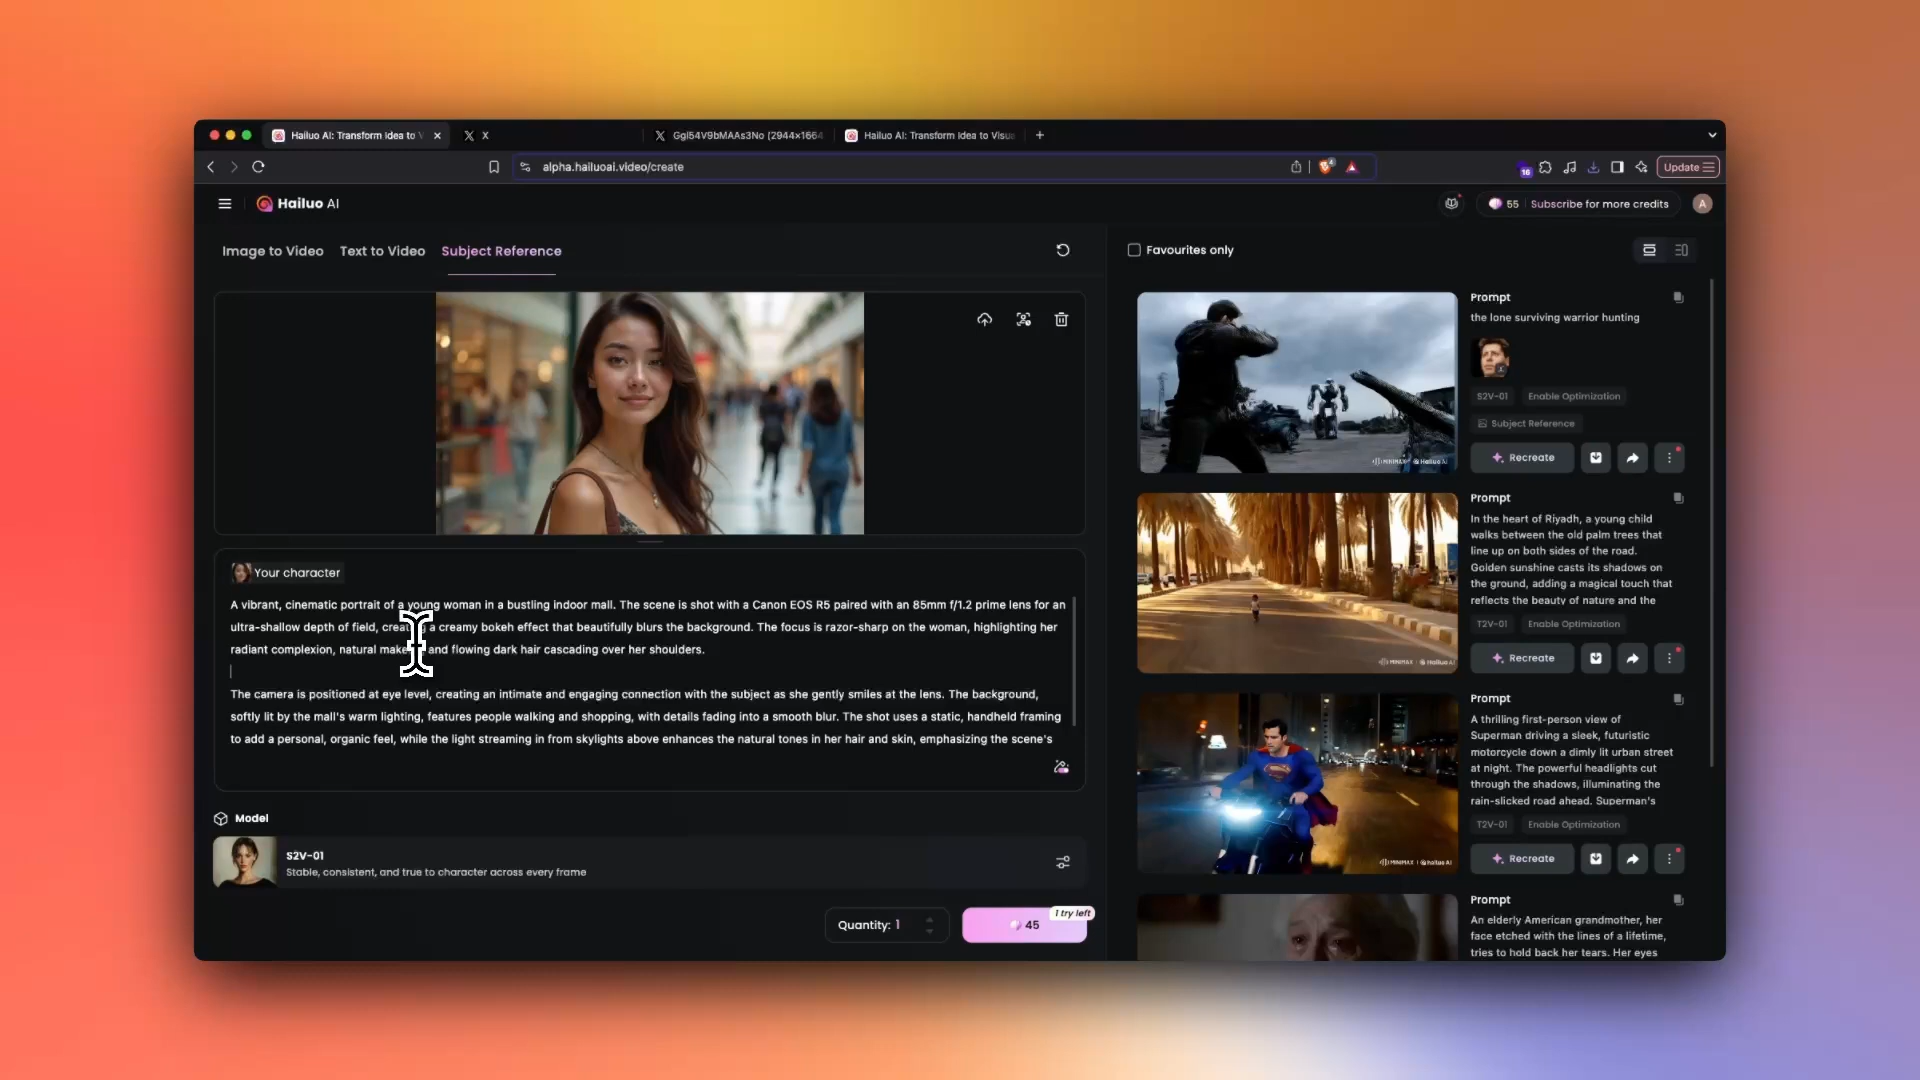 Hailuo AI: Transform Idea to V
X
Ggl54V9bMAAs3No (2944×1664
Hailuo AI: Transform Idea to Visu
alpha.hailuoai.video/create
16
Update
Hailuo AI
55 Subscribe for more credits
A
Image to Video
Text to Video
Subject Reference
Your character
A vibrant, cinematic portrait of a young woman in a bustling indoor mall. The scene is shot with a Canon EOS R5 paired with an 85mm f/1.2 prime lens for an
ultra-shallow depth of field, creating a creamy bokeh effect that beautifully blurs the background. The focus is razor-sharp on the woman, highlighting her
radiant complexion, natural makeup and flowing dark hair cascading over her shoulders.
The camera is positioned at eye level, creating an intimate and engaging connection with the subject as she gently smiles at the lens. The background,
softly lit by the mall's warm lighting, features people walking and shopping, with details fading into a smooth blur. The shot uses a static, handheld framing
to add a personal, organic feel, while the light streaming in from skylights above enhances the natural tones in her hair and skin, emphasizing the scene's
Model
S2V-01
Stable, consistent, and true to character across every frame
Quantity: 1
45
1 try left
Favourites only
MINIMAX | Hailuo AI
Prompt
the lone surviving warrior hunting
S2V-01
Enable Optimization
Subject Reference
Recreate
MINIMAX | Hailuo AI
Prompt
In the heart of Riyadh, a young child
walks between the old palm trees that
line up on both sides of the road.
Golden sunshine casts its shadows on
the ground, adding a magical touch that
reflects the beauty of nature and the
T2V-01
Enable Optimization
Recreate
MINIMAX | Hailuo AI
Prompt
A thrilling first-person view of
Superman driving a sleek, futuristic
motorcycle down a dimly lit urban street
at night. The powerful headlights cut
through the shadows, illuminating the
rain-slicked road ahead. Superman's
T2V-01
Enable Optimization
Recreate
Prompt
An elderly American grandmother, her
face etched with the lines of a lifetime,
tries to hold back her tears. Her eyes